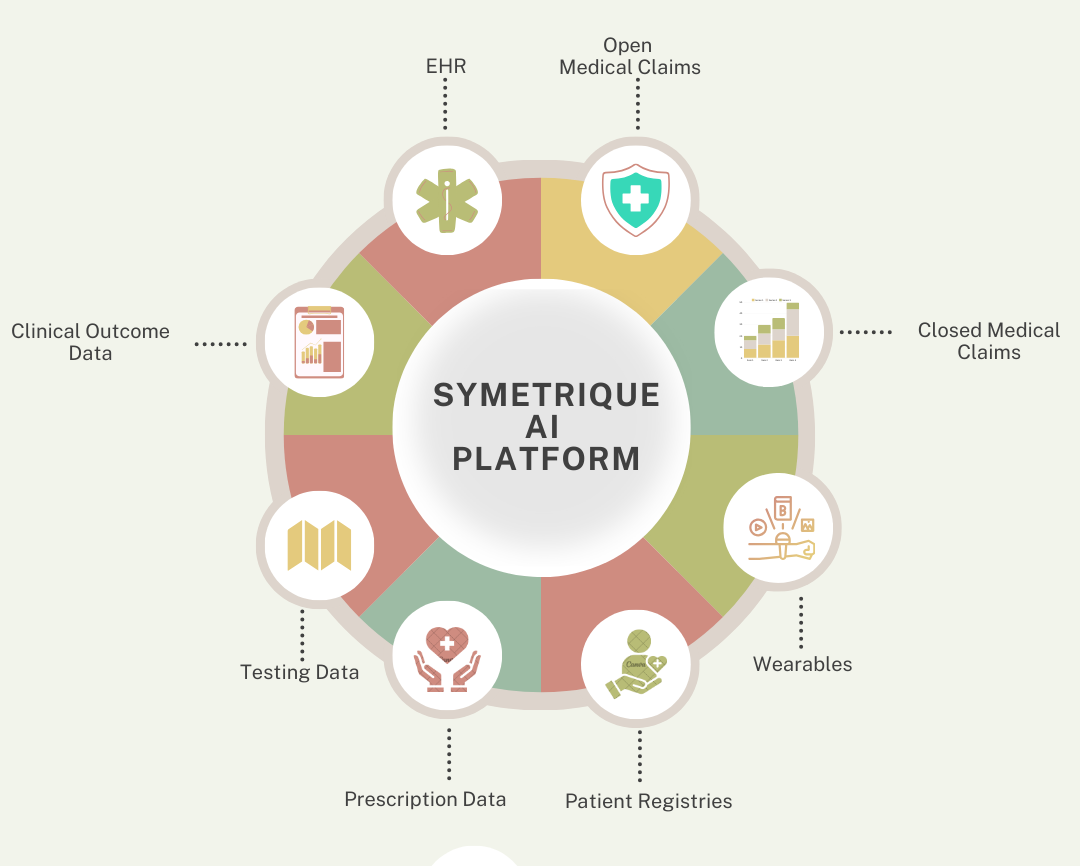 Open
EHR
Medical Claims
Clinical Outcome
Data
Closed Medical
Claims
SYMETRIQUE
AI
PLATFORM
B
Canva
Testing Data
Wearables
Prescription Data
Patient Registries